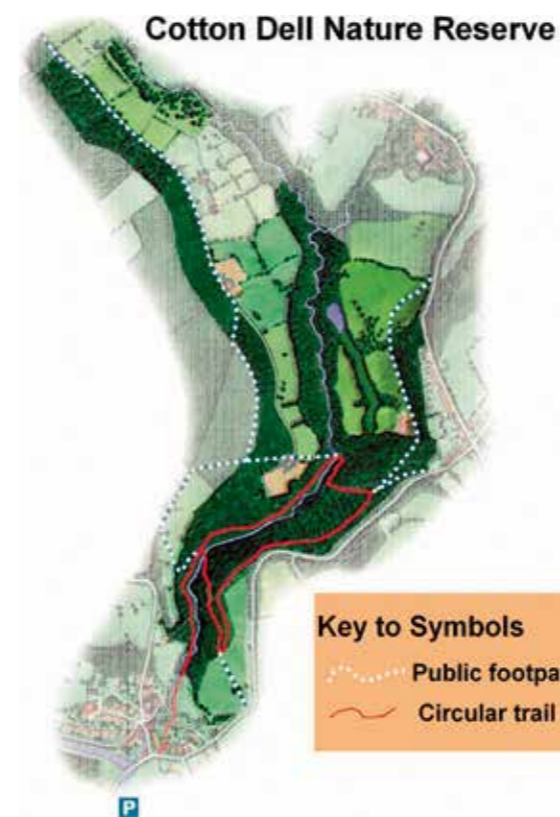 Cotton Dell Nature Reserve
Key to Symbols
Public footpa
Circular trail
P